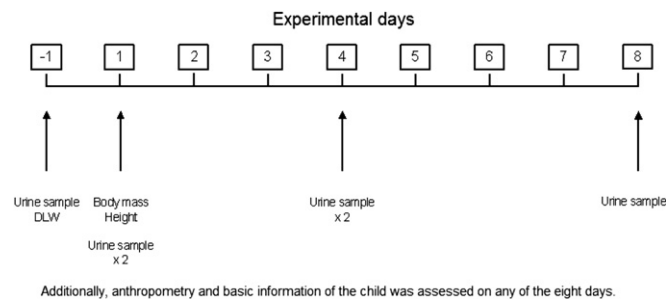 Experimental days
-1 1 2 3 4 5 6 7 8
Urine sample
DLW
Body mass
Height
Urine sample
x 2
Urine sample
x 2
Urine sample
Additionally, anthropometry and basic information of the child was assessed on any of the eight days.